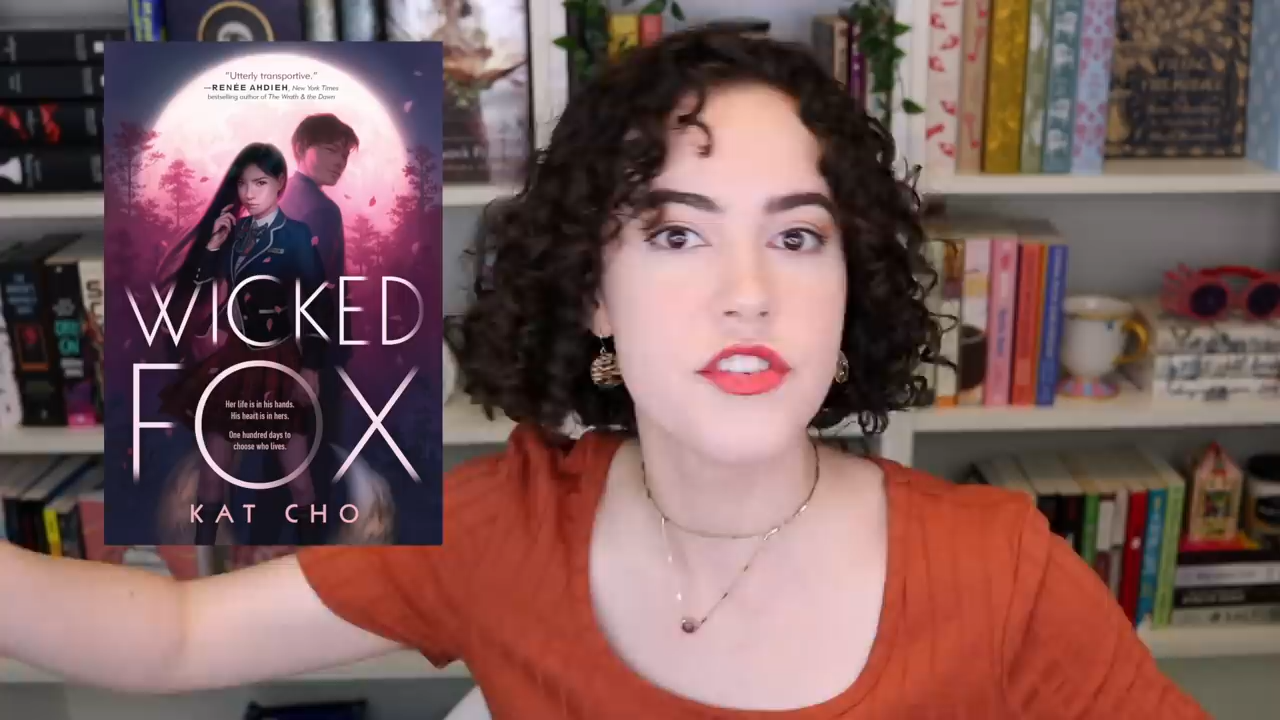 "Utterly transportive."
—RENÉE AHDIEH, New York Times
bestselling author of The Wrath & the Dawn
WICKED
FOX
Her life is in his hands.
His heart is in hers.
One hundred days to
choose who lives.
KAT CHO